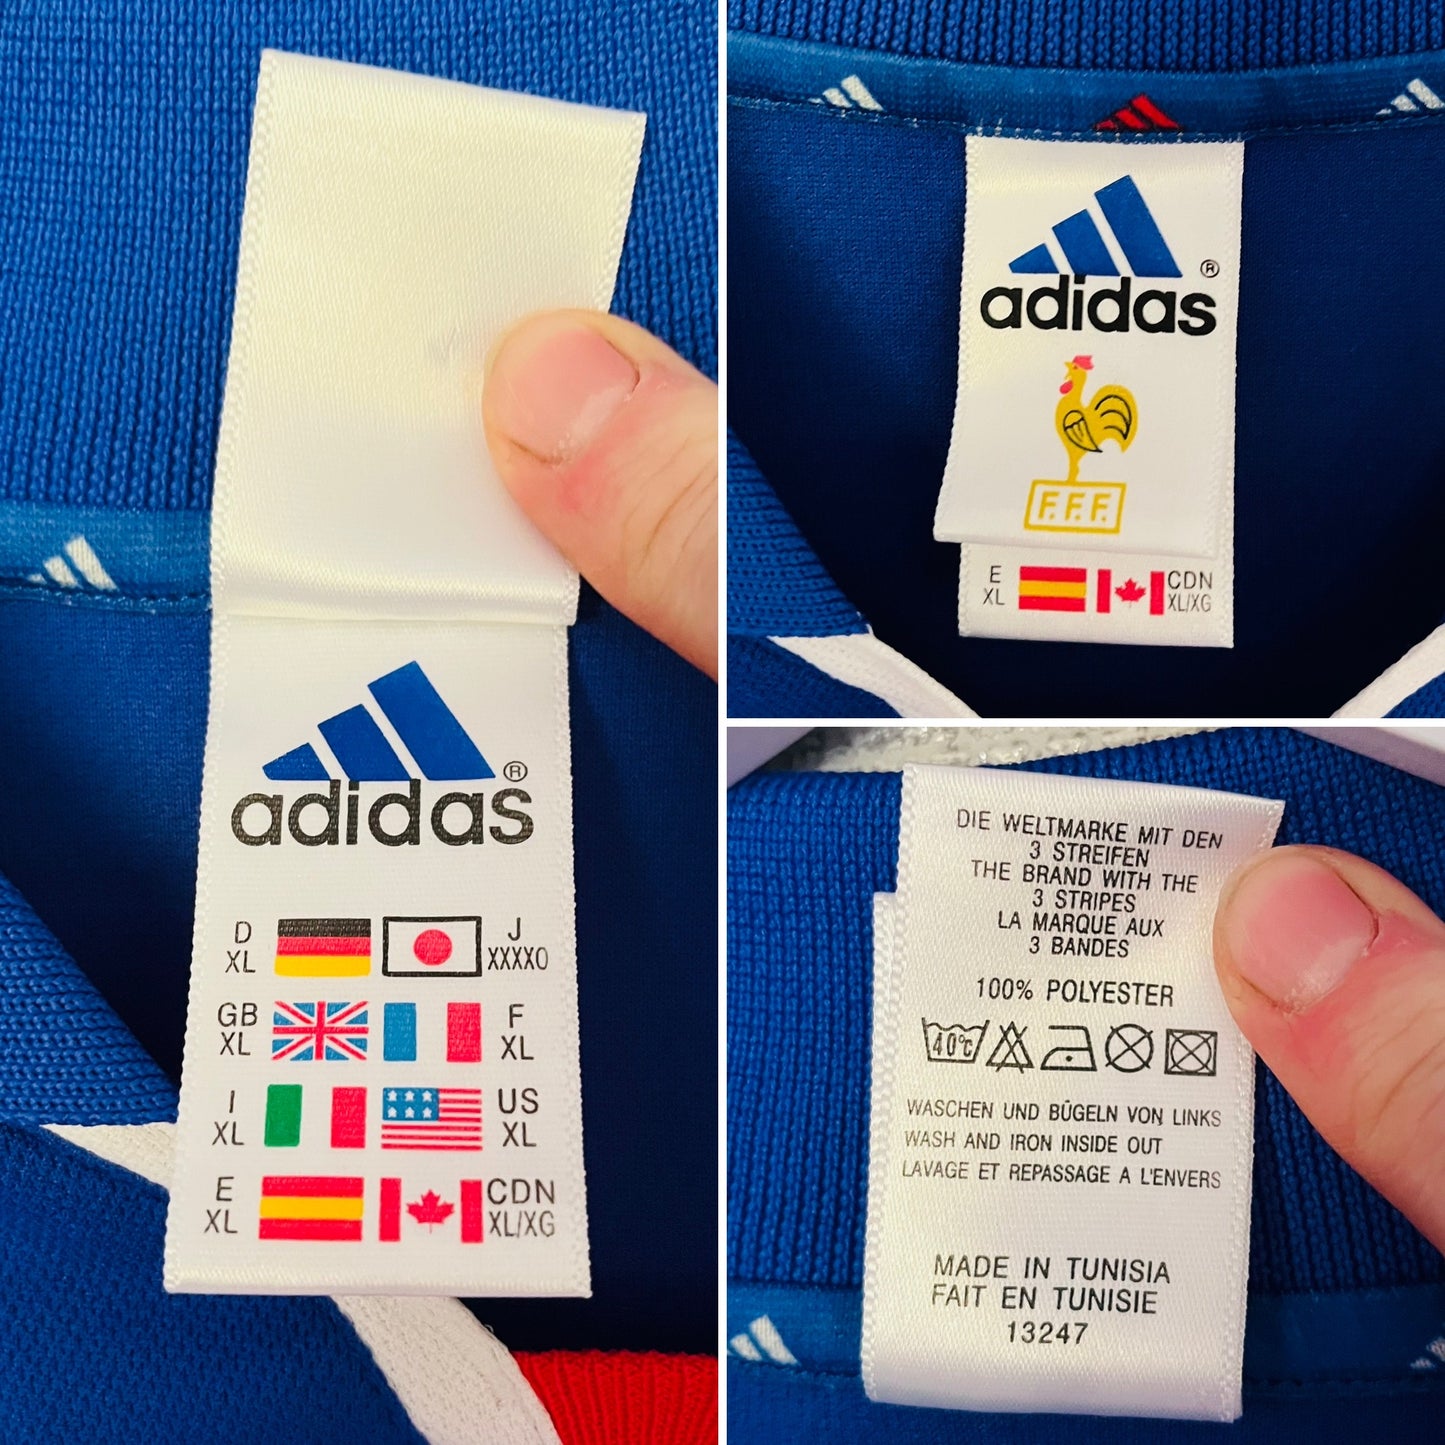 ®
adidas
D
XL
J
XXXXO
GB
XL
F
XL
I
XL
US
XL
E
XL
CDN
XL/XG
®
adidas
F.F.F.
E
XL
CDN
XL/XG
DIE WELTMARKE MIT DEN
3 STREIFEN
THE BRAND WITH THE
3 STRIPES
LA MARQUE AUX
3 BANDES
100% POLYESTER
40°C
WASCHEN UND BÜGELN VON LINKS
WASH AND IRON INSIDE OUT
LAVAGE ET REPASSAGE A L'ENVERS
MADE IN TUNISIA
FAIT EN TUNISIE
13247